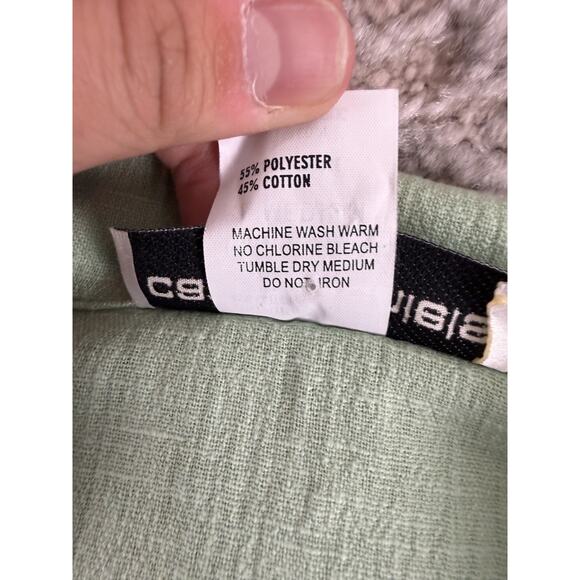 55% POLYESTER
45% COTTON
MACHINE WASH WARM
NO CHLORINE BLEACH
TUMBLE DRY MEDIUM
DO NOT IRON